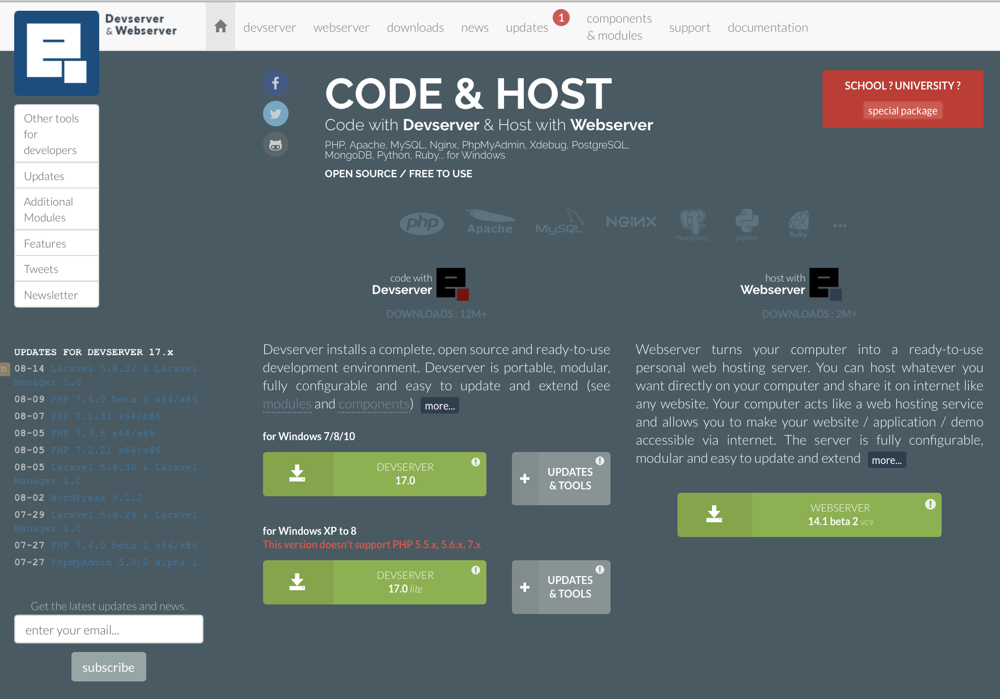 Devserver
& Webserver
devserver
webserver
downloads
news
updates
1
components
& modules
support
documentation
Other tools
for
developers
Updates
Additional
Modules
Features
Tweets
Newsletter
CODE & HOST
Code with Devserver & Host with Webserver
PHP, Apache, MySQL, Nginx, PhpMyAdmin, Xdebug, PostgreSQL,
MongoDB, Python, Ruby... for Windows
OPEN SOURCE / FREE TO USE
SCHOOL ? UNIVERSITY ?
special package
php
Apache
MySQL
NGINX
PostgreSQL
python
Ruby
...
code with
Devserver
DOWNLOADS : 12M+
host with
Webserver
DOWNLOADS : 2M+
UPDATES FOR DEVSERVER 17.x
n 08-14 Laravel 5.8.32 & Laravel
Manager 1.0
08-09 PHP 7.4.0 beta 2 x64/x86
08-07 PHP 7.1.31 x64/x86
08-05 PHP 7.3.8 x64/x86
08-05 PHP 7.2.21 x64/x86
08-05 Laravel 5.8.30 & Laravel
Manager 1.0
08-02 WordPress 5.2.2
07-29 Laravel 5.8.29 & Laravel
Manager 1.0
07-27 PHP 7.4.0 beta 1 x64/x86
07-27 PhpMyAdmin 5.0.0 alpha 1
Get the latest updates and news.
enter your email...
subscribe
Devserver installs a complete, open source and ready-to-use
development environment. Devserver is portable, modular,
fully configurable and easy to update and extend (see
modules and components) more...
for Windows 7/8/10
DEVSERVER
17.0
UPDATES
& TOOLS
for Windows XP to 8
This version doesn't support PHP 5.5.x, 5.6.x, 7.x
DEVSERVER
17.0 lite
UPDATES
& TOOLS
Webserver turns your computer into a ready-to-use
personal web hosting server. You can host whatever you
want directly on your computer and share it on internet like
any website. Your computer acts like a web hosting service
and allows you to make your website / application / demo
accessible via internet. The server is fully configurable,
modular and easy to update and extend more...
WEBSERVER
14.1 beta 2 VC9